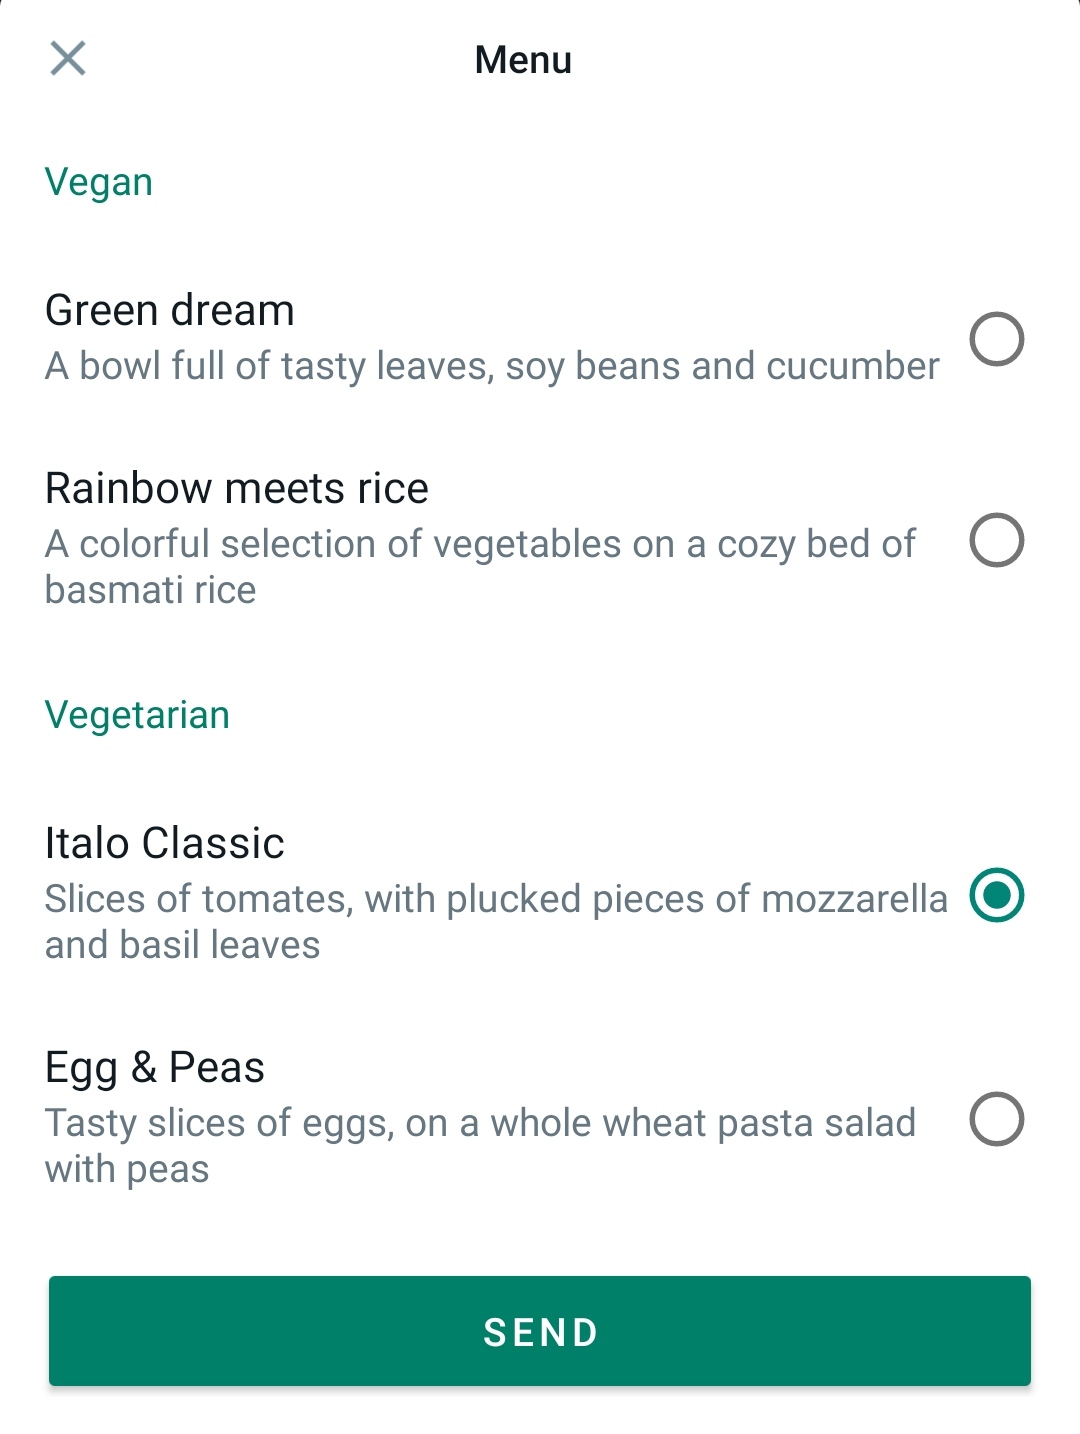 Menu
Vegan
Green dream
A bowl full of tasty leaves, soy beans and cucumber
Rainbow meets rice
A colorful selection of vegetables on a cozy bed of
basmati rice
Vegetarian
Italo Classic
Slices of tomates, with plucked pieces of mozzarella
and basil leaves
Egg & Peas
Tasty slices of eggs, on a whole wheat pasta salad
with peas
SEND